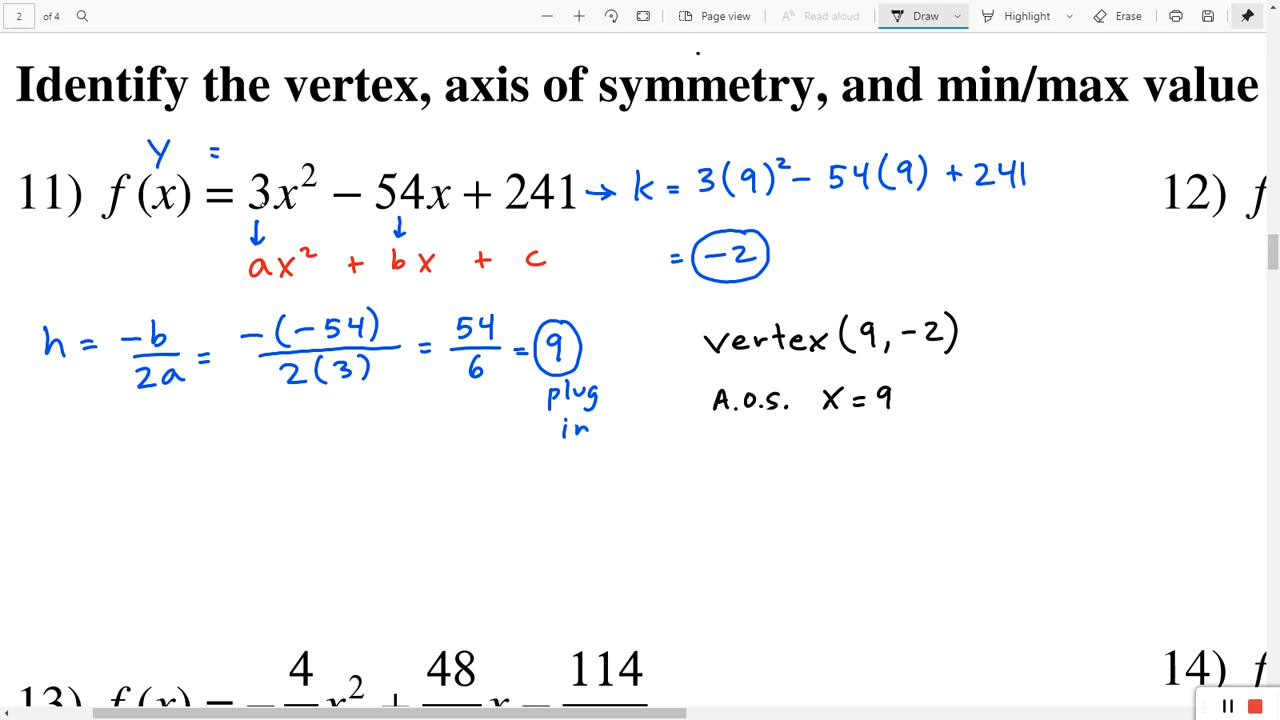 2 of 4 Page view Read aloud Draw Highlight Erase
Identify the vertex, axis of symmetry, and min/max value
y =
11) f(x) = 3x² − 54x + 241 → k = 3(9)² − 54(9) + 241
12) f
ax² + bx + c
= −2
h = −b/2a = −(−54)/2(3) = 54/6 = 9
plug
in
vertex (9, −2)
A.O.S. x = 9
13) f(x) = −4 x² + 48 x − 114
14) f